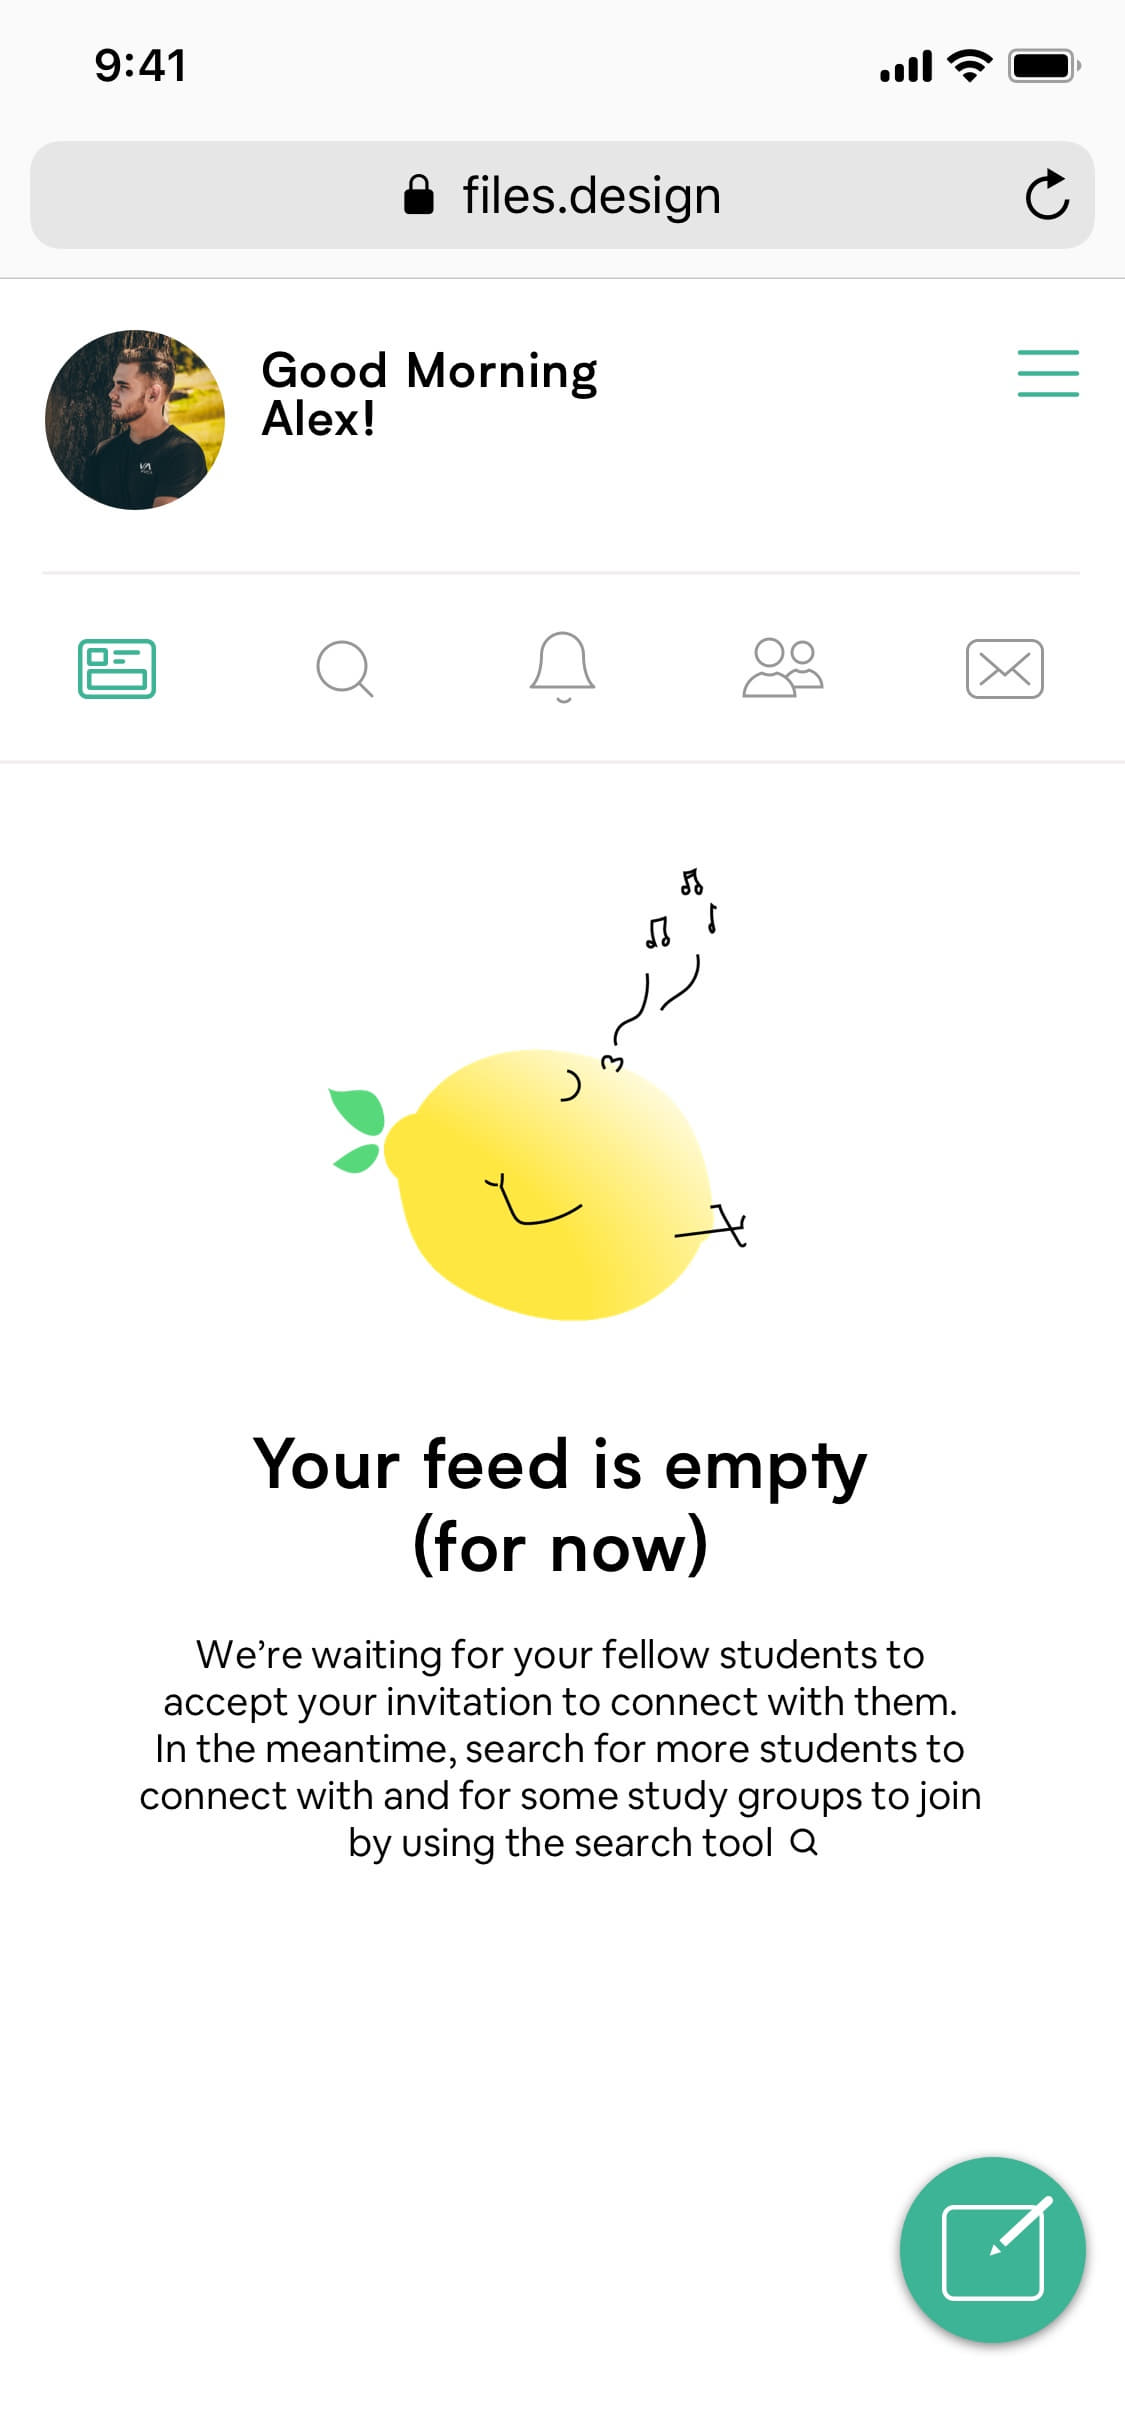 9:41
files.design
Good Morning
Alex!
Your feed is empty
(for now)
We’re waiting for your fellow students to
accept your invitation to connect with them.
In the meantime, search for more students to
connect with and for some study groups to join
by using the search tool